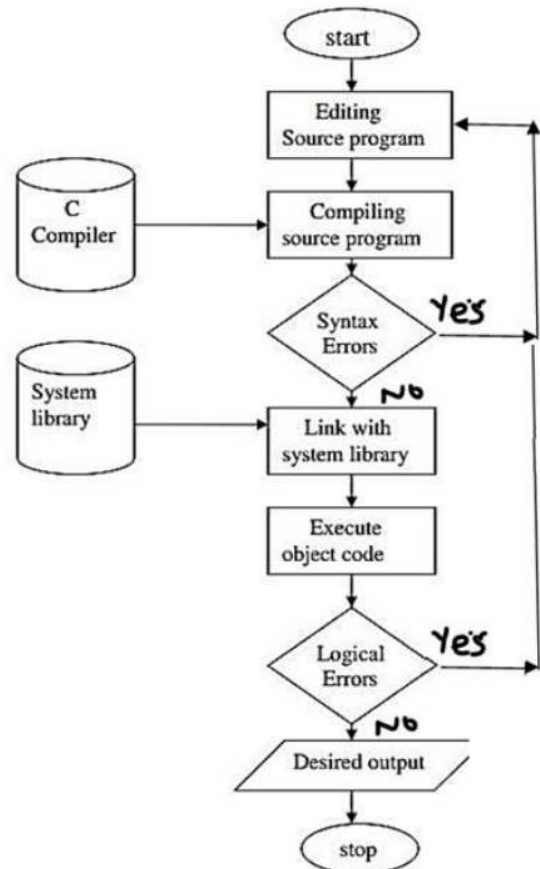 start
Editing
Source program
C
Compiler
Compiling
source program
Syntax
Errors
Yes
No
System
library
Link with
system library
Execute
object code
Logical
Errors
Yes
No
Desired output
stop